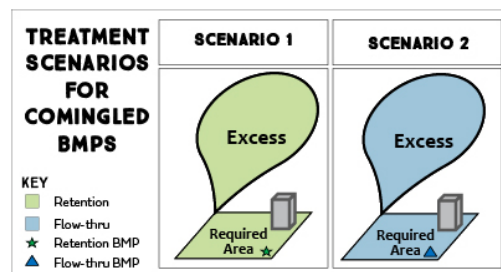 TREATMENT
SCENARIOS
FOR
COMINGLED
BMPS
KEY
Retention
Flow-thru
Retention BMP
Flow-thru BMP
SCENARIO 1
Excess
Required
Area
SCENARIO 2
Excess
Required
Area